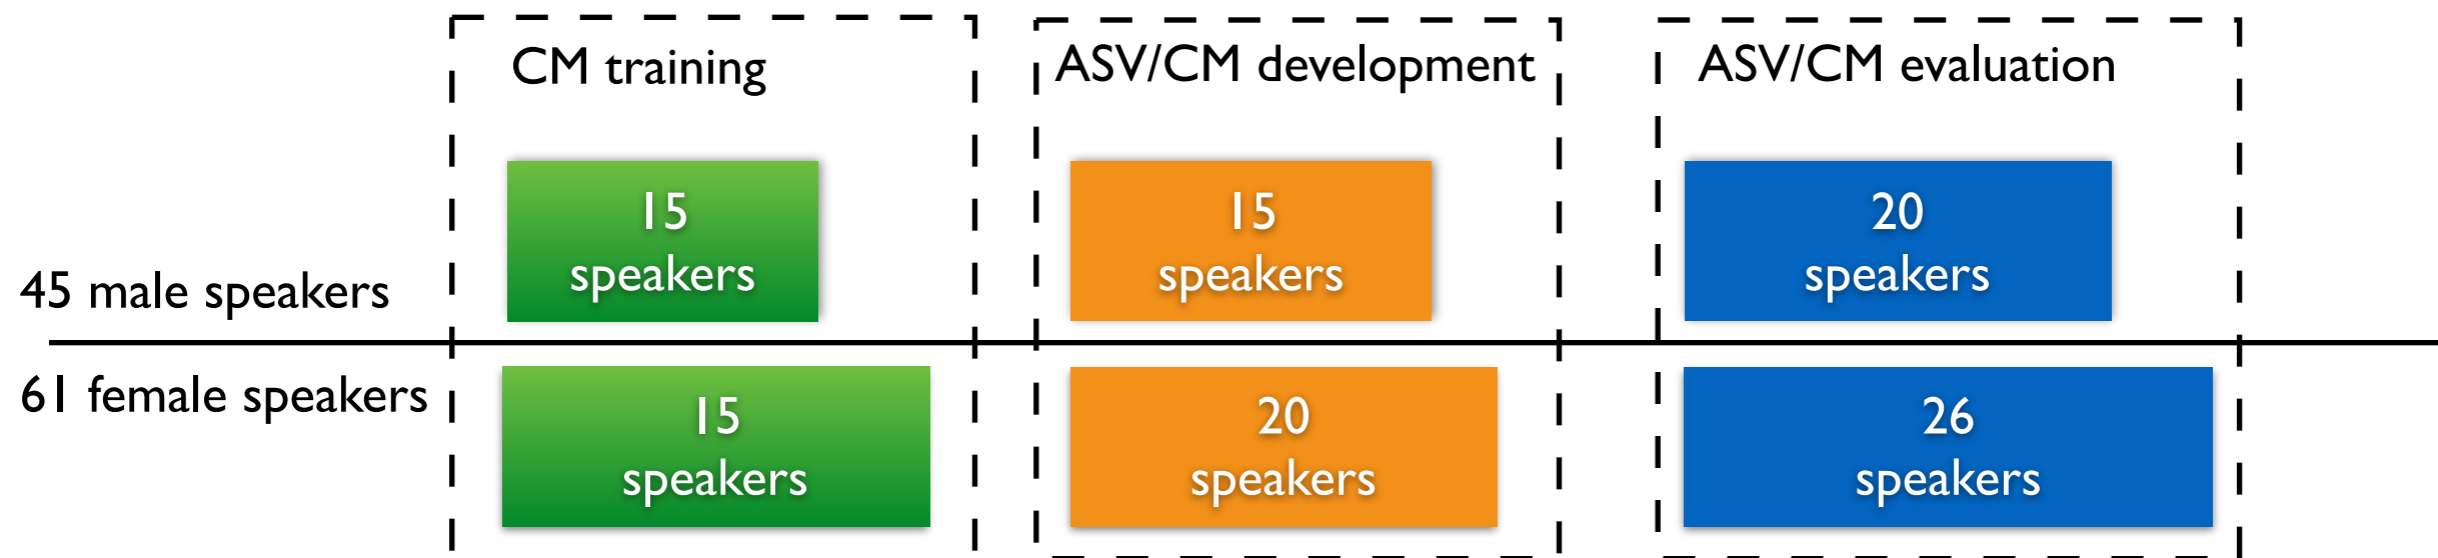 CM training
ASV/CM development
ASV/CM evaluation
45 male speakers
15
speakers
15
speakers
20
speakers
61 female speakers
15
speakers
20
speakers
26
speakers